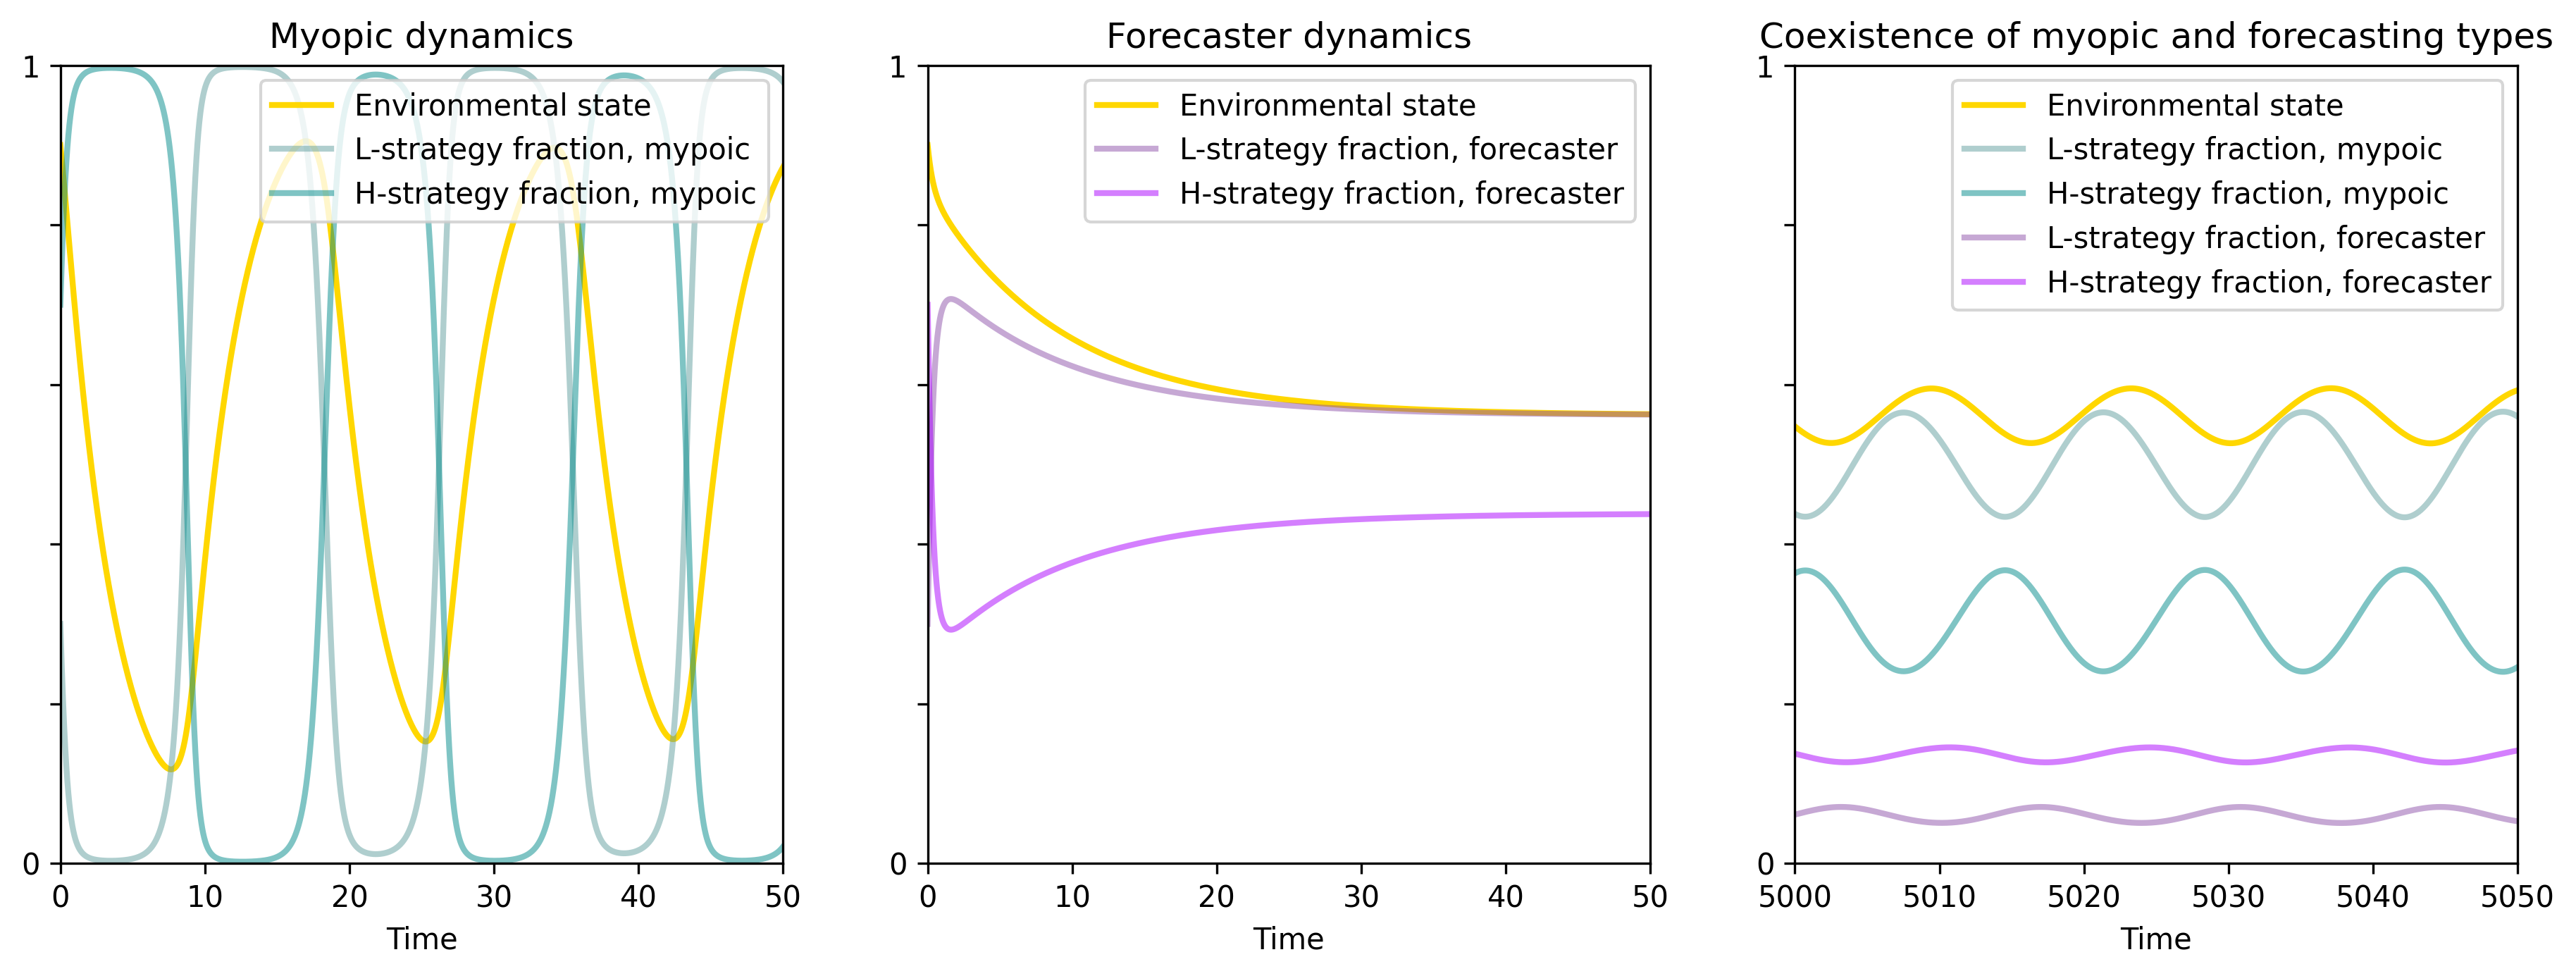 Myopic dynamics
1
0
Environmental state
L-strategy fraction, mypoic
H-strategy fraction, mypoic
0 10 20 30 40 50
Time
Forecaster dynamics
1
0
Environmental state
L-strategy fraction, forecaster
H-strategy fraction, forecaster
0 10 20 30 40 50
Time
Coexistence of myopic and forecasting types
1
0
Environmental state
L-strategy fraction, mypoic
H-strategy fraction, mypoic
L-strategy fraction, forecaster
H-strategy fraction, forecaster
5000 5010 5020 5030 5040 5050
Time